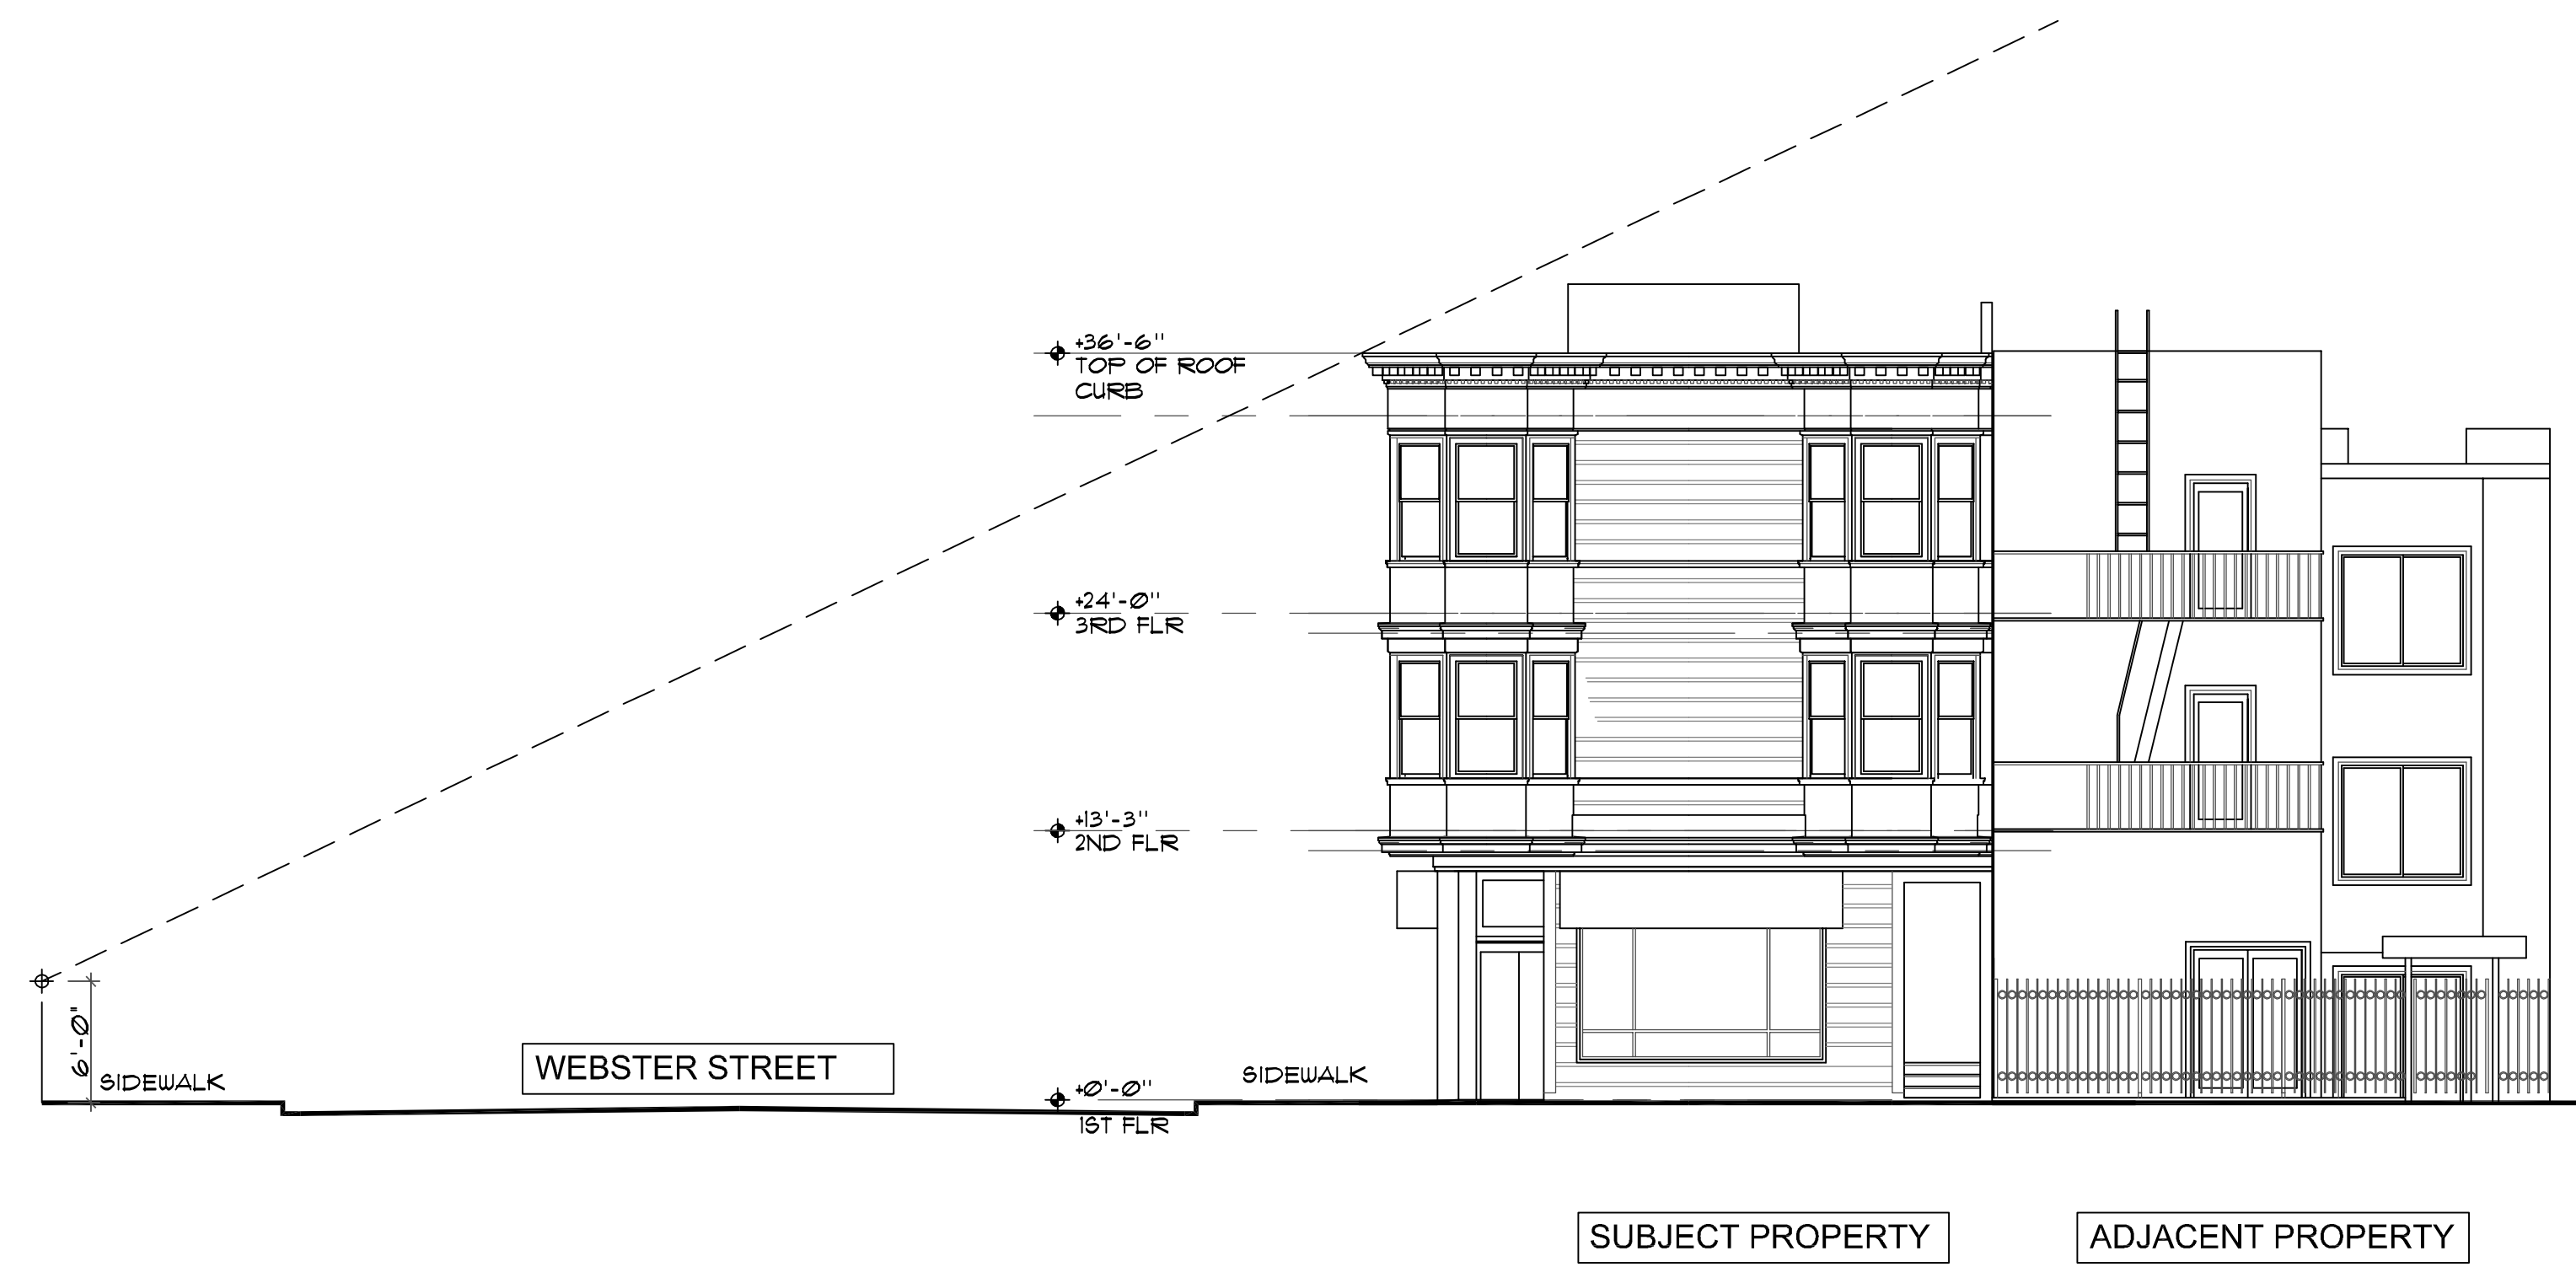 +36'-6"
TOP OF ROOF
CURB
+24'-0"
3RD FLR
+13'-3"
2ND FLR
6'-0"
SIDEWALK
WEBSTER STREET
+0'-0"
1ST FLR
SIDEWALK
SUBJECT PROPERTY
ADJACENT PROPERTY